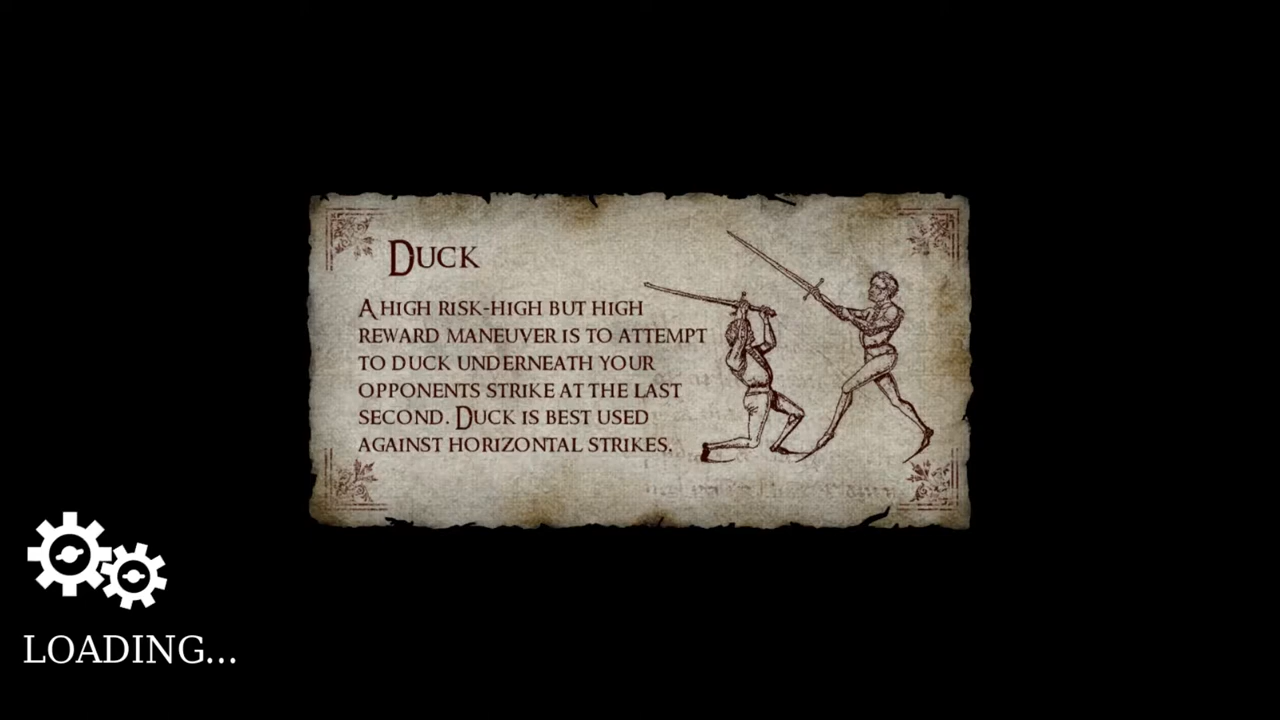 DUCK
A HIGH RISK-HIGH BUT HIGH
REWARD MANEUVER IS TO ATTEMPT
TO DUCK UNDERNEATH YOUR
OPPONENTS STRIKE AT THE LAST
SECOND. DUCK IS BEST USED
AGAINST HORIZONTAL STRIKES.
LOADING...